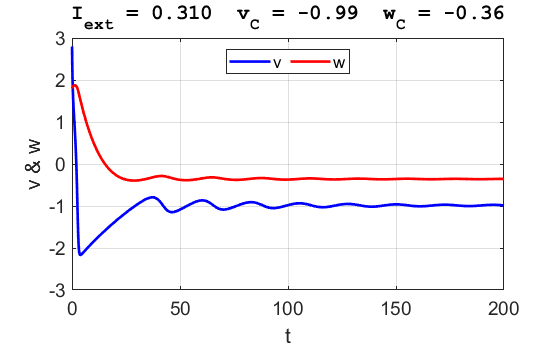 I_ext = 0.310 v_C = -0.99 w_C = -0.36
3
v w
2
1
0
-1
-2
-3
v & w
0 50 100 150 200
t